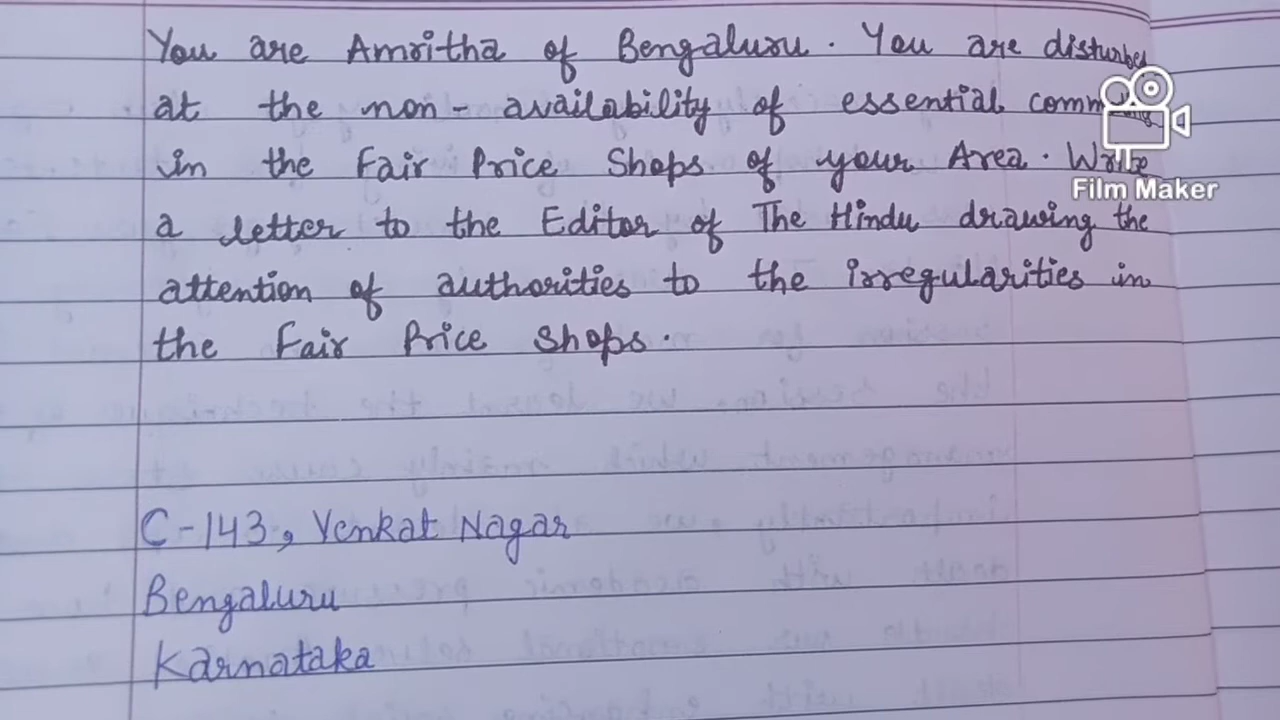 You are Amritha of Bengaluru. You are disturbed
at the non-availability of essential
in the Fair Price Shops of your Area. Write
a letter to the Editor of The Hindu drawing the
attention of authorities to the irregularities in
the Fair Price Shops.
Film Maker
C-143, Venkat Nagar
Bengaluru
Karnataka